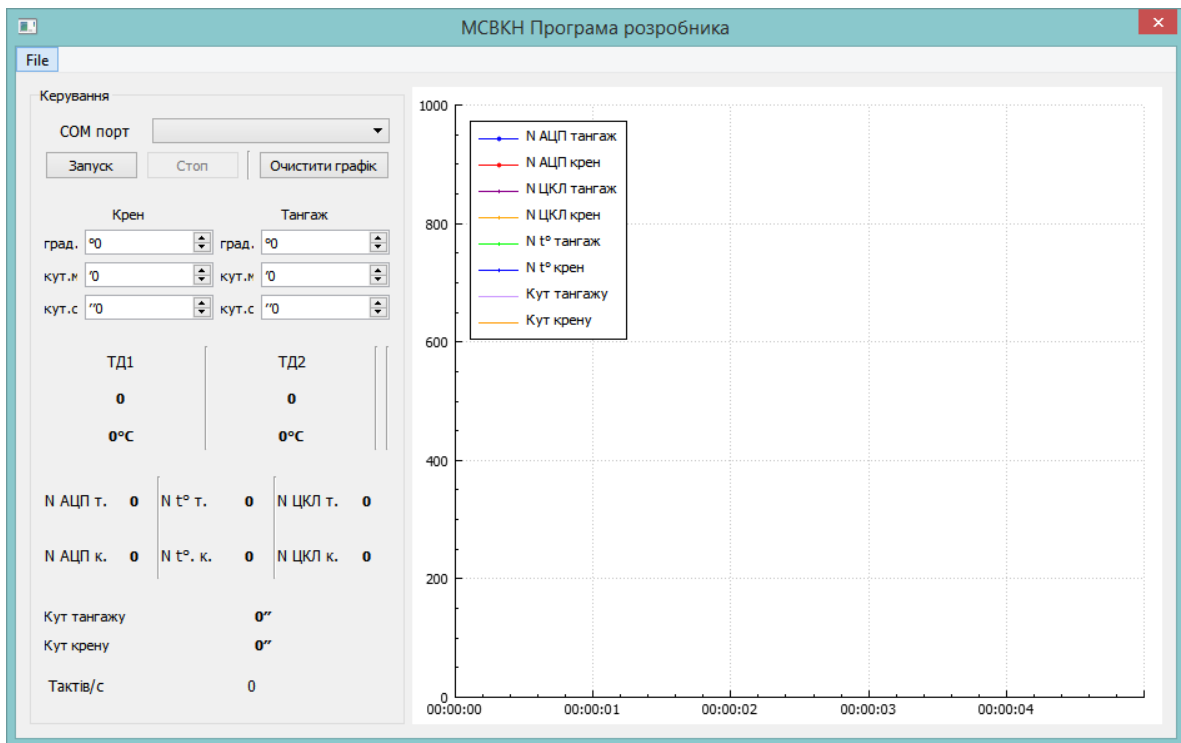 МСВКН Програма розробника
File
Керування
COM порт
Запуск Стоп Очистити графік
Крен Тангаж
град. °0 град. °0
кут.м ′0 кут.м ′0
кут.с ″0 кут.с ″0
ТД1 ТД2
0 0
0°C 0°C
N АЦП т. 0 N t° т. 0 N ЦКЛ т. 0
N АЦП к. 0 N t°. к. 0 N ЦКЛ к. 0
Кут тангажу 0″
Кут крену 0″
Тактів/с 0
1000
800
600
400
200
0
N АЦП тангаж
N АЦП крен
N ЦКЛ тангаж
N ЦКЛ крен
N t° тангаж
N t° крен
Кут тангажу
Кут крену
00:00:00 00:00:01 00:00:02 00:00:03 00:00:04